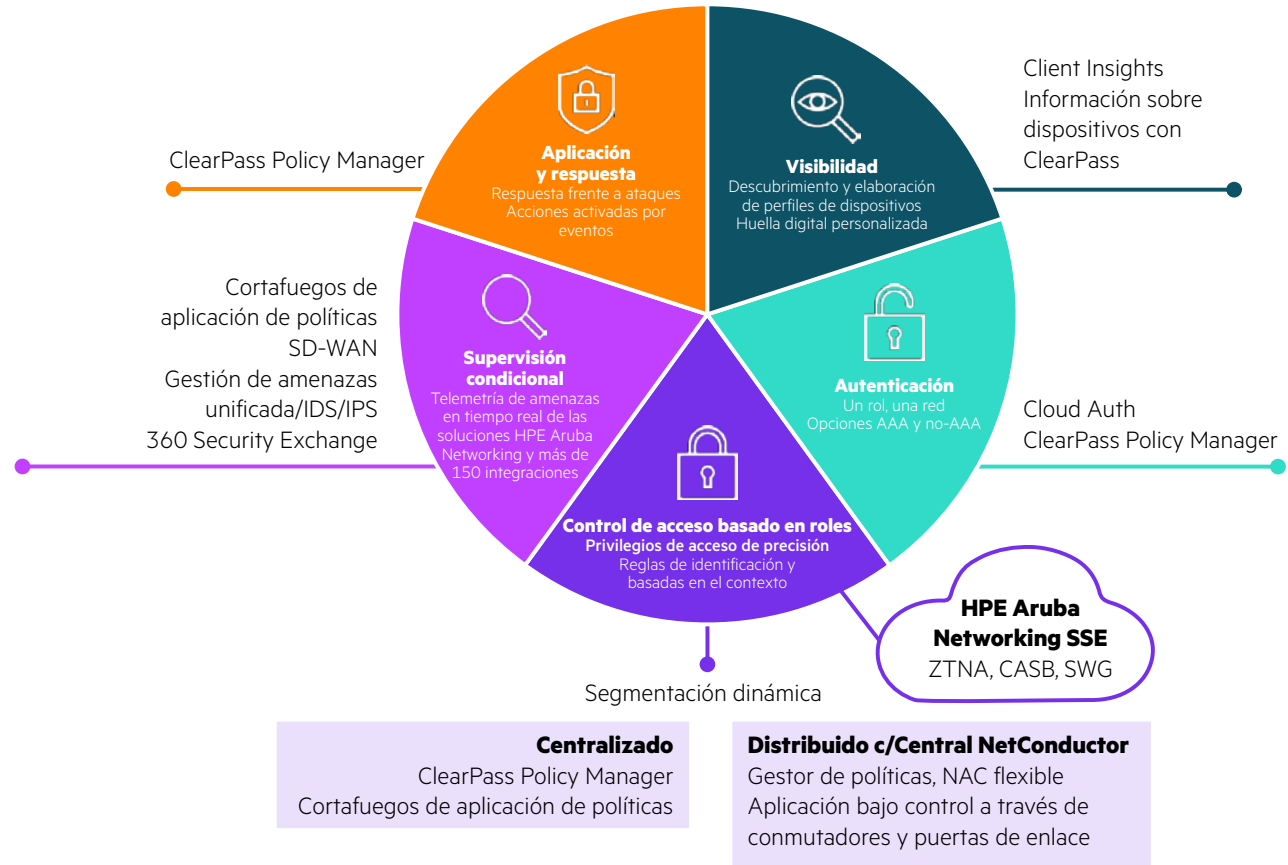 Aplicación
y respuesta
Respuesta frente a ataques
Acciones activadas por
eventos
ClearPass Policy Manager
Visibilidad
Descubrimiento y elaboración
de perfiles de dispositivos
Huella digital personalizada
Client Insights
Información sobre
dispositivos con
ClearPass
Cortafuegos de
aplicación de políticas
SD-WAN
Gestión de amenazas
unificada/IDS/IPS
360 Security Exchange
Supervisión
condicional
Telemetría de amenazas
en tiempo real de las
soluciones HPE Aruba
Networking y más de
150 integraciones
Autenticación
Un rol, una red
Opciones AAA y no-AAA
Cloud Auth
ClearPass Policy Manager
Control de acceso basado en roles
Privilegios de acceso de precisión
Reglas de identificación y
basadas en el contexto
HPE Aruba
Networking SSE
ZTNA, CASB, SWG
Segmentación dinámica
Centralizado
ClearPass Policy Manager
Cortafuegos de aplicación de políticas
Distribuido c/Central NetConductor
Gestor de políticas, NAC flexible
Aplicación bajo control a través de
conmutadores y puertas de enlace